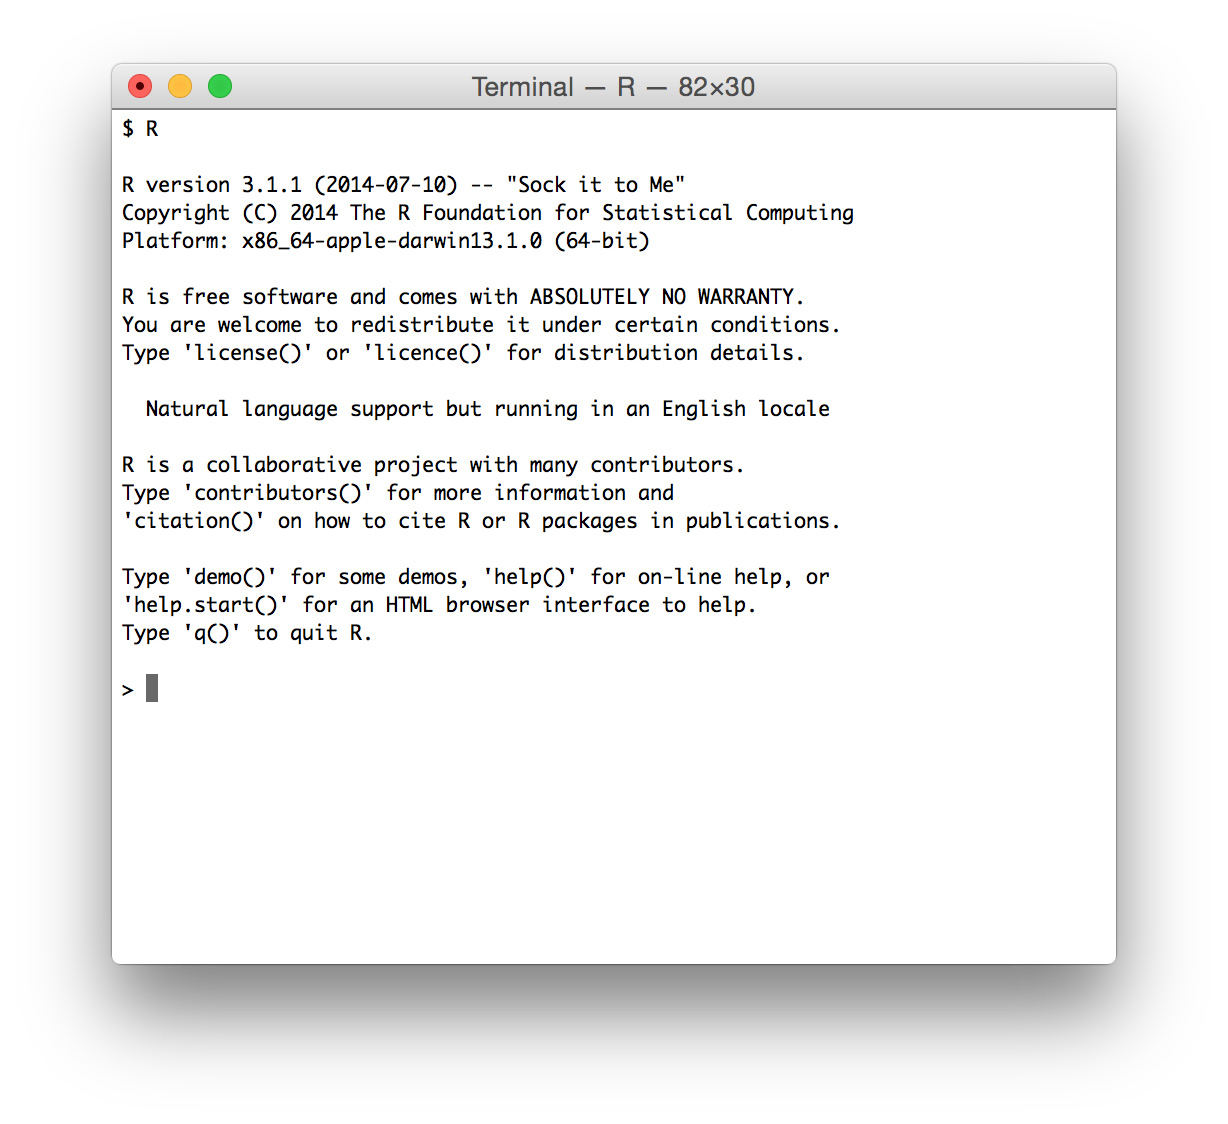 Terminal — R — 82×30
$ R
R version 3.1.1 (2014-07-10) -- "Sock it to Me"
Copyright (C) 2014 The R Foundation for Statistical Computing
Platform: x86_64-apple-darwin13.1.0 (64-bit)
R is free software and comes with ABSOLUTELY NO WARRANTY.
You are welcome to redistribute it under certain conditions.
Type 'license()' or 'licence()' for distribution details.
  Natural language support but running in an English locale
R is a collaborative project with many contributors.
Type 'contributors()' for more information and
'citation()' on how to cite R or R packages in publications.
Type 'demo()' for some demos, 'help()' for on-line help, or
'help.start()' for an HTML browser interface to help.
Type 'q()' to quit R.
>